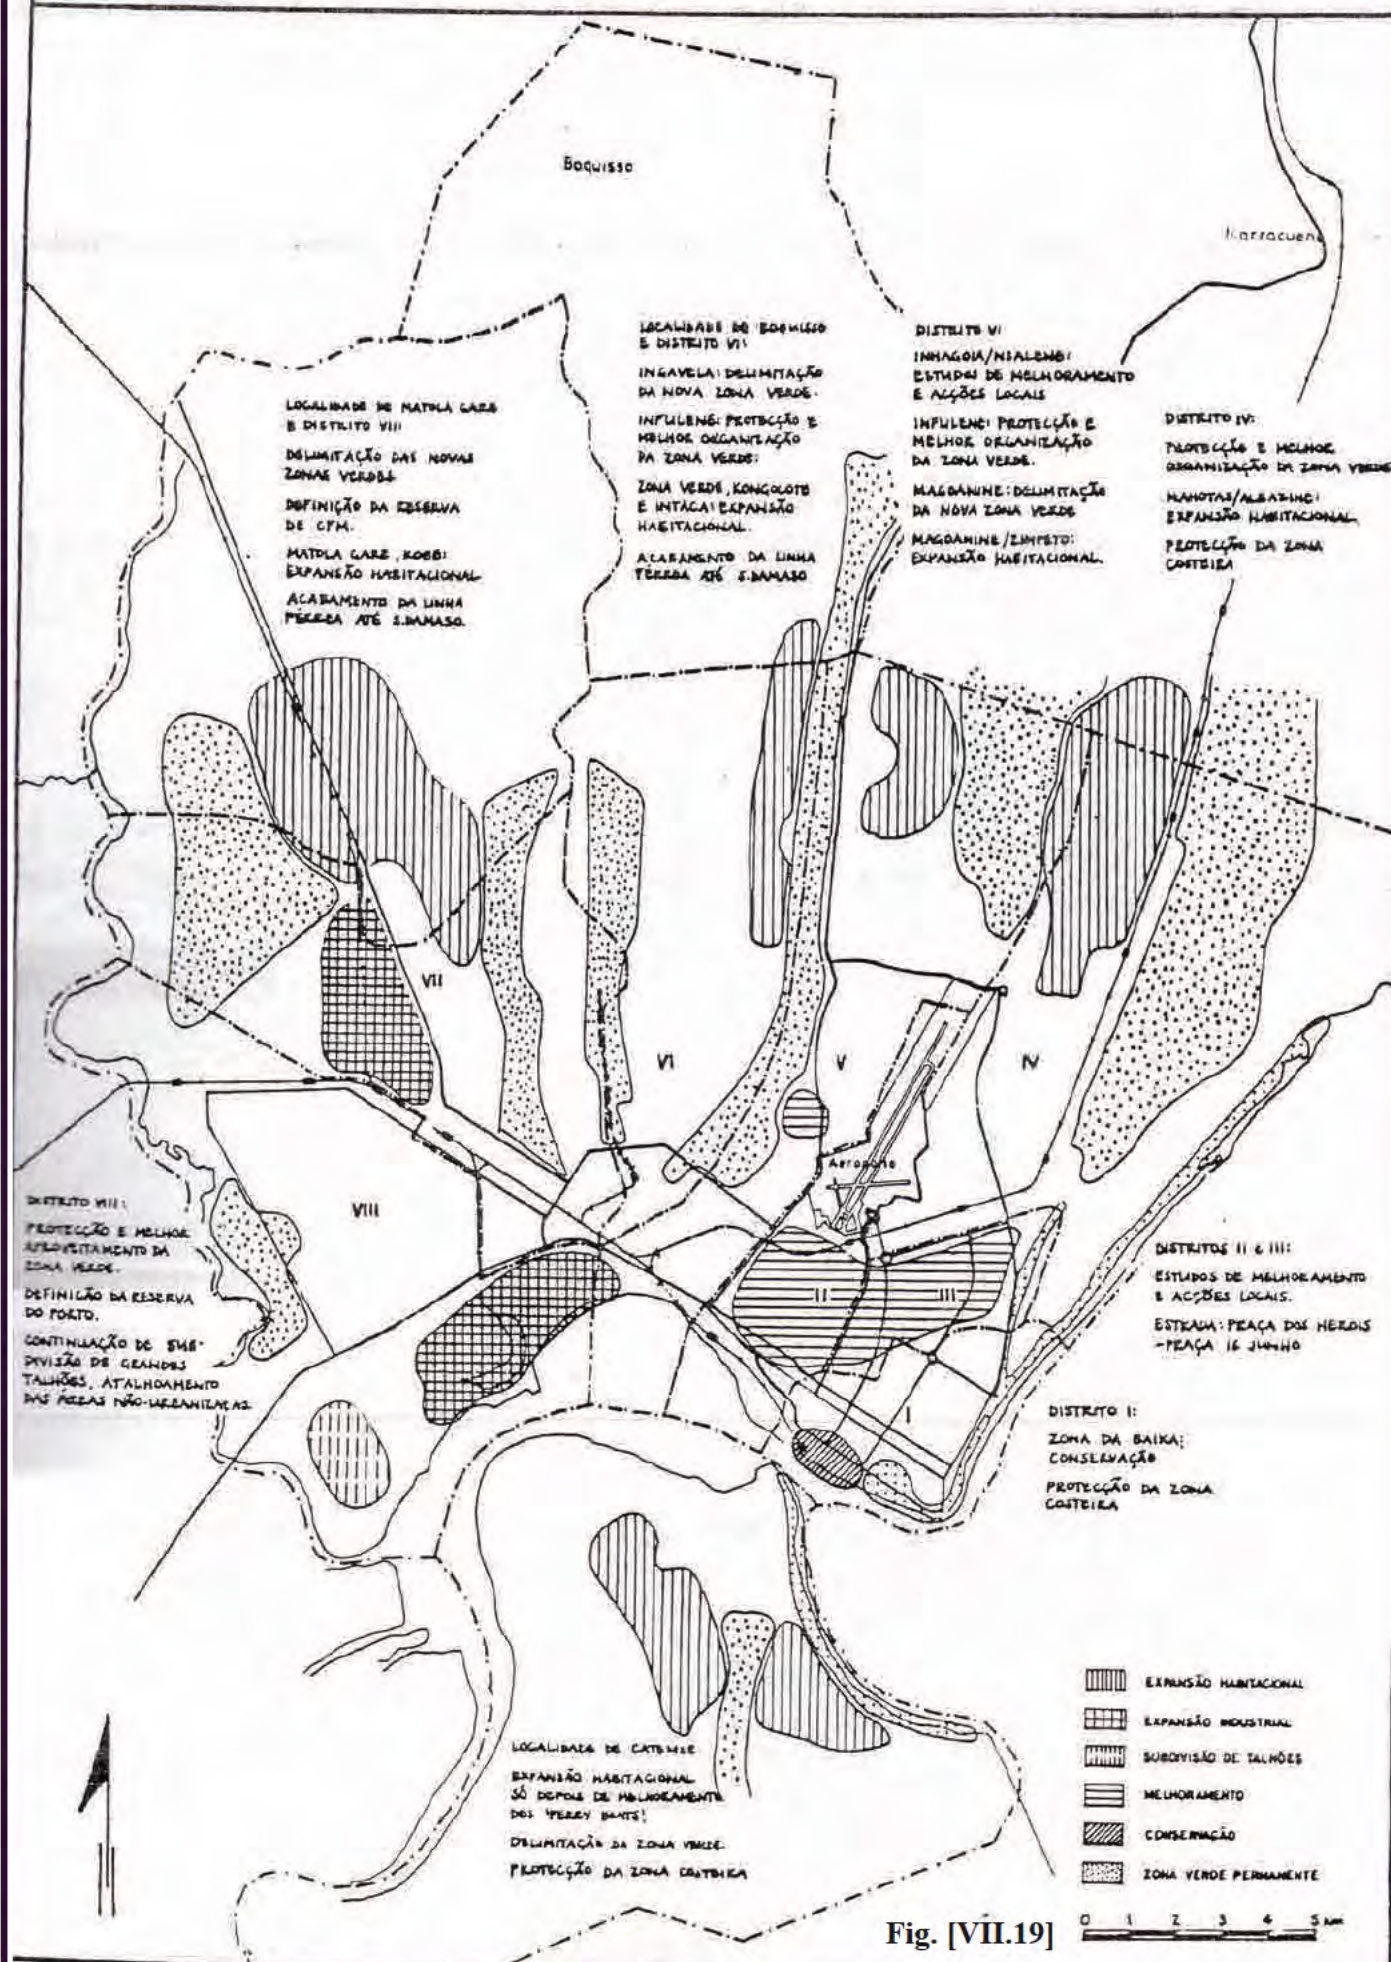 Boquisso
LOCALIDADE DE BOQUISSO
E DISTRITO VII
INGAVELA: DELIMITAÇÃO
DA NOVA ZONA VERDE.
INFULENE: PROTECÇÃO E
MELHOR ORGANIZAÇÃO
DA ZONA VERDE:
ZONA VERDE, KONGOLOTE
E INTACA: EXPANSÃO
HABITACIONAL.
ACABAMENTO DA LINHA
FÉRREA ATÉ S.DAMASO
DISTRITO VI
ESTUDOS DE MELHORAMENTO
E ACÇÕES LOCAIS
INFULENE: PROTECÇÃO E
MELHOR ORGANIZAÇÃO
DA ZONA VERDE.
MAGOANINE: DELIMITAÇÃO
DA NOVA ZONA VERDE
MAGOANINE/ZIMPETO:
EXPANSÃO HABITACIONAL.
DISTRITO IV:
PROTECÇÃO E MELHOR
ORGANIZAÇÃO DA ZONA VERDE
MAHOTAS/ALBAZINE:
EXPANSÃO HABITACIONAL
PROTECÇÃO DA ZONA
COSTEIRA
LOCALIDADE DE MATOLA GARE
E DISTRITO VIII
DELIMITAÇÃO DAS NOVAS
ZONAS VERDES
DEFINIÇÃO DA RESERVA
DE CFM.
MATOLA GARE, KOBE:
EXPANSÃO HABITACIONAL
ACABAMENTO DA LINHA
FÉRREA ATÉ S.DAMASO.
VII
VI
V
IV
Aeroporto
VIII
II
III
I
DISTRITO VIII:
PROTECÇÃO E MELHOR
APROVEITAMENTO DA
ZONA VERDE.
DEFINIÇÃO DA RESERVA
DO PORTO.
CONTINUAÇÃO DE SUB-
DIVISÃO DE GRANDES
TALHÕES, ATALHOAMENTO
DAS ÁREAS NÃO-URBANIZADAS
DISTRITOS II e III:
ESTUDOS DE MELHORAMENTO
E ACÇÕES LOCAIS.
ESTRADA: PRAÇA DOS HEROIS
-PRAÇA 16 JUNHO
DISTRITO I:
ZONA DA BAIXA:
CONSERVAÇÃO
PROTECÇÃO DA ZONA
COSTEIRA
LOCALIDADE DE CATEMBE
EXPANSÃO HABITACIONAL
SÓ DEPOIS DE MELHORAMENTO
DOS 'FERRY BOATS'
DELIMITAÇÃO DA ZONA VERDE
PROTECÇÃO DA ZONA COSTEIRA
EXPANSÃO HABITACIONAL
EXPANSÃO INDUSTRIAL
SUBDIVISÃO DE TALHÕES
MELHORAMENTO
CONSERVAÇÃO
ZONA VERDE PERMANENTE
Fig. [VII.19]
0 1 2 3 4 5 km